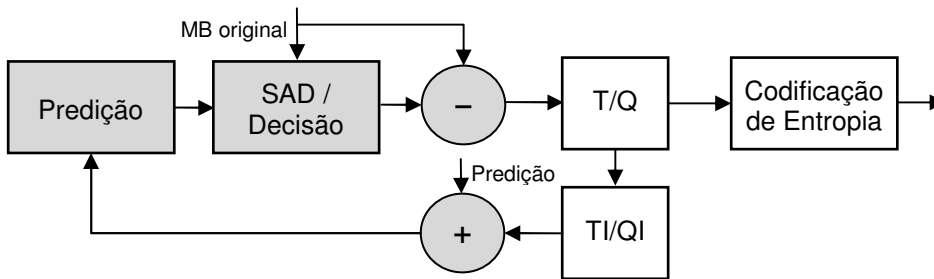 MB original
Predição
SAD /
Decisão
−
T/Q
Codificação
de Entropia
Predição
+
TI/QI